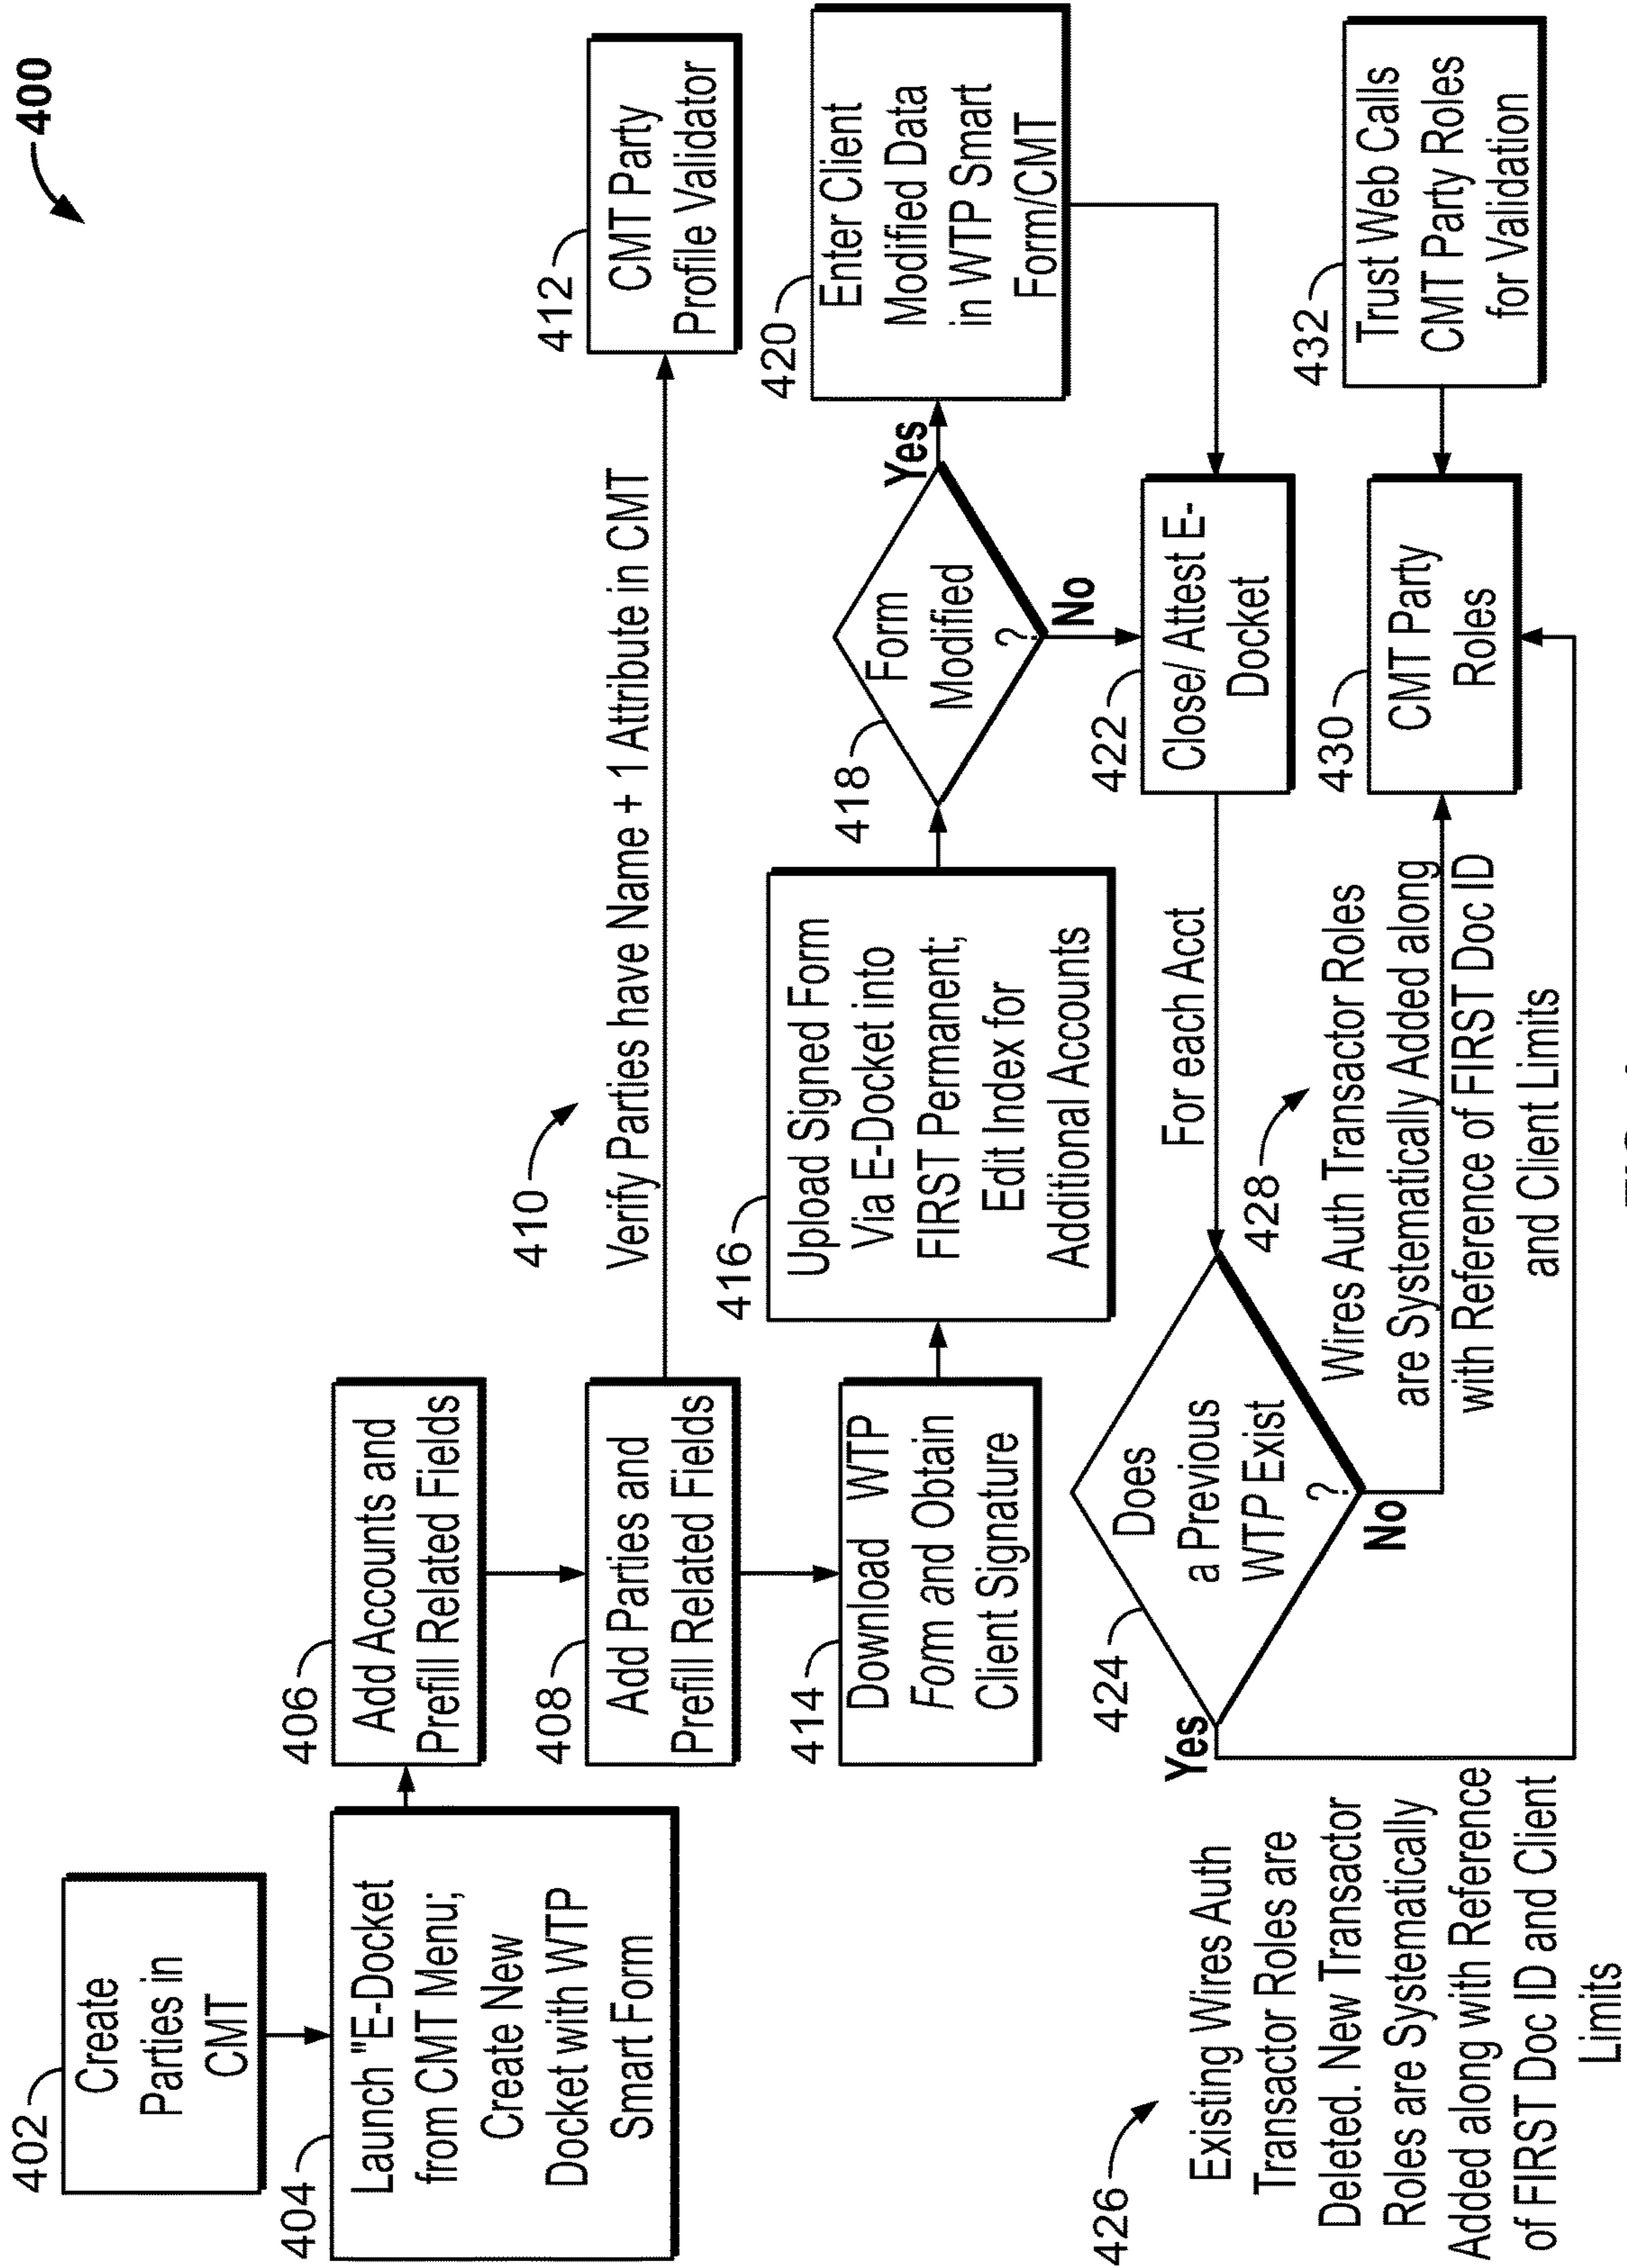 400
402
Create
Parties in
CMT
404
Launch "E-Docket
from CMT Menu;
Create New
Docket with WTP
Smart Form
406
Add Accounts and
Prefill Related Fields
408
Add Parties and
Prefill Related Fields
410
Verify Parties have Name + 1 Attribute in CMT
412
CMT Party
Profile Validator
414
Download WTP
Form and Obtain
Client Signature
416
Upload Signed Form
Via E-Docket into
FIRST Permanent;
Edit Index for
Additional Accounts
418
Form
Modified
?
Yes
No
420
Enter Client
Modified Data
in WTP Smart
Form/CMT
422
Close/ Attest E-
Docket
For each Acct
424
Does
a Previous
WTP Exist
?
Yes
No
426
Existing Wires Auth
Transactor Roles are
Deleted. New Transactor
Roles are Systematically
Added along with Reference
of FIRST Doc ID and Client
Limits
428
Wires Auth Transactor Roles
are Systematically Added along
with Reference of FIRST Doc ID
and Client Limits
430
CMT Party
Roles
432
Trust Web Calls
CMT Party Roles
for Validation